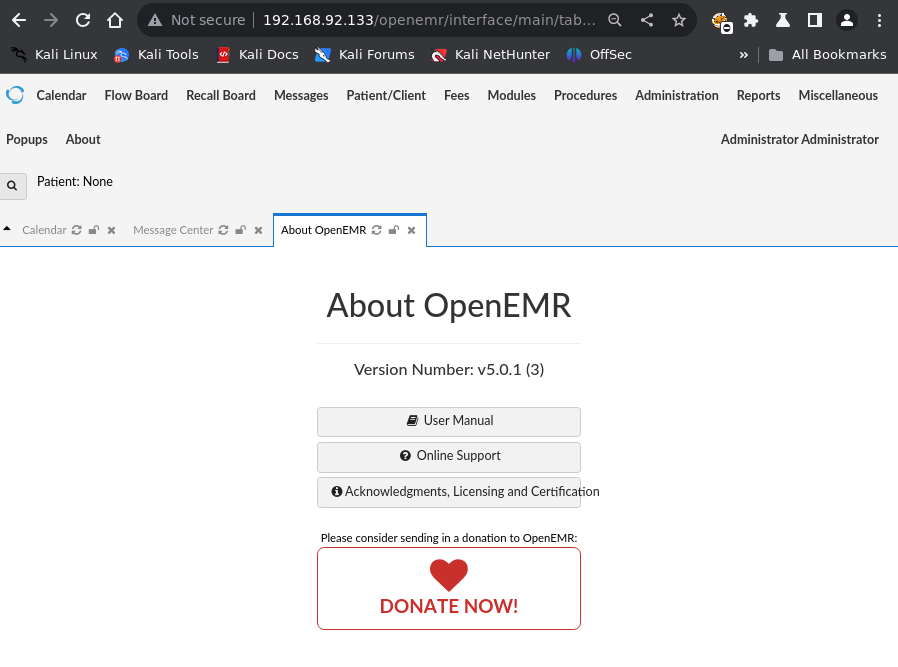 Not secure 192.168.92.133/openemr/interface/main/tab...
Kali Linux Kali Tools Kali Docs Kali Forums Kali NetHunter OffSec » All Bookmarks
Calendar Flow Board Recall Board Messages Patient/Client Fees Modules Procedures Administration Reports Miscellaneous
Popups About Administrator Administrator
Patient: None
Calendar Message Center About OpenEMR
About OpenEMR
Version Number: v5.0.1 (3)
User Manual
Online Support
Acknowledgments, Licensing and Certification
Please consider sending in a donation to OpenEMR:
DONATE NOW!